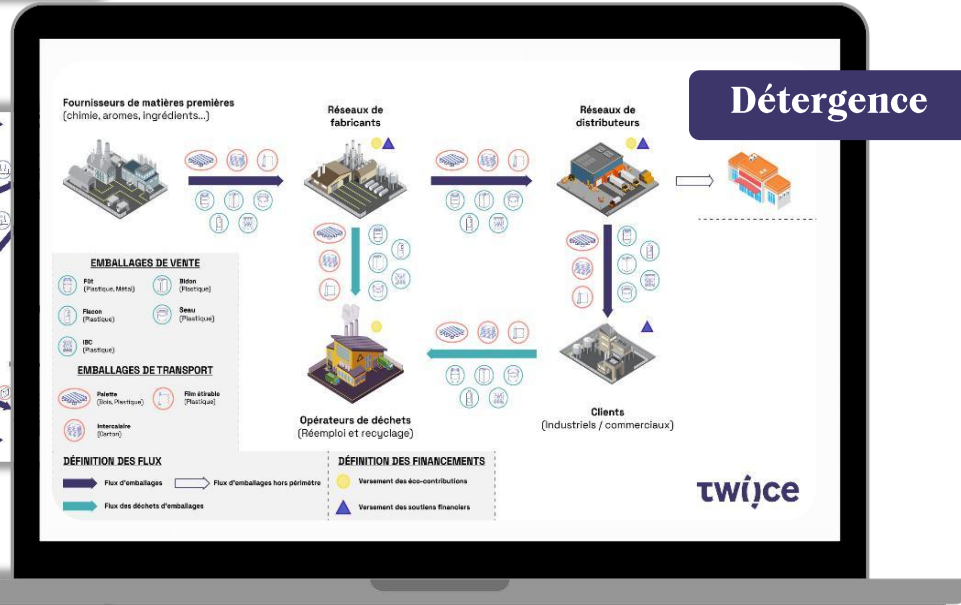 Détergence
Fournisseurs de matières premières
(chimie, aromes, ingrédients...)
Réseaux de
fabricants
Réseaux de
distributeurs
EMBALLAGES DE VENTE
Fût
(Plastique, Métal)
Bidon
(Plastique)
Flacon
(Plastique)
Seau
(Plastique)
IBC
(Plastique)
EMBALLAGES DE TRANSPORT
Palette
(Bois, Plastique)
Film étirable
(Plastique)
Intercalaire
(Carton)
Opérateurs de déchets
(Réemploi et recyclage)
Clients
(Industriels / commerciaux)
DÉFINITION DES FLUX
Flux d'emballages
Flux d'emballages hors périmètre
Flux des déchets d'emballages
DÉFINITION DES FINANCEMENTS
Versement des éco-contributions
Versement des soutiens financiers
twiice